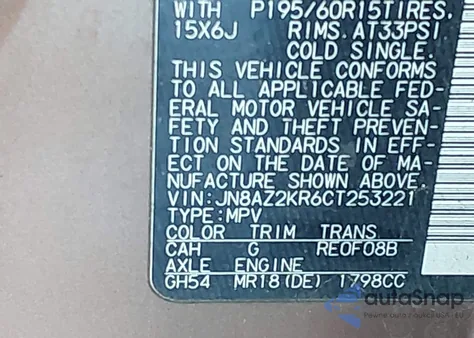 WITH P195/60R15TIRES.
15X6J RIMS.AT33PSI
COLD SINGLE.
THIS VEHICLE CONFORMS
TO ALL APPLICABLE FED-
ERAL MOTOR VEHICLE SA-
FETY AND THEFT PREVEN-
TION STANDARDS IN EFF-
ECT ON THE DATE OF MA-
NUFACTURE SHOWN ABOVE.
VIN:JN8AZ2KR6CT253221
TYPE:MPV
COLOR TRIM TRANS
CAH G RE0F08B
AXLE ENGINE
GH54 MR18(DE) 1798CC
autoSnap